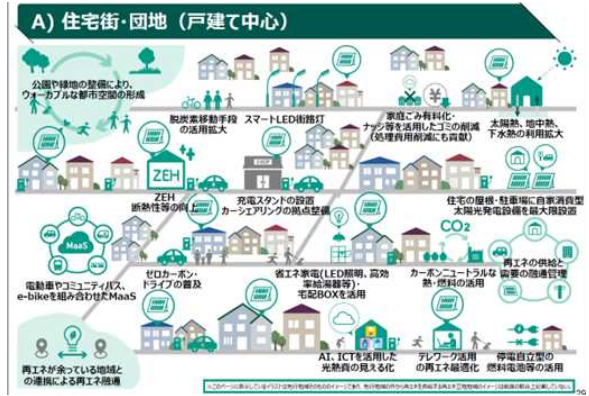 A) 住宅街・団地（戸建て中心）
公園や緑地の整備により、
ウォーカブルな都市空間の形成
脱炭素移動手段
の活用拡大
スマートLED街路灯
家庭ごみ有料化・
ナッジ等を活用したゴミの削減
（処理費用削減にも貢献）
太陽熱、地中熱、
下水熱の利用拡大
ZEH
ZEH
断熱性等の向上
SHOP
充電スタンドの設置
カーシェアリングの拠点整備
住宅の屋根・駐車場に自家消費型
太陽光発電設備を最大限設置
MaaS
電動車やコミュニティバス、
e-bikeを組み合わせたMaaS
ゼロカーボン・
ドライブの普及
省エネ家電(LED照明、高効
率給湯器等)・
宅配BOXを活用
CO2
カーボンニュートラルな
熱・燃料の活用
再エネの供給と
需要の融通管理
再エネが余っている地域と
の連携による再エネ融通
AI、ICTを活用した
光熱費の見える化
テレワーク活用
の再エネ最適化
停電自立型の
燃料電池等の活用
29